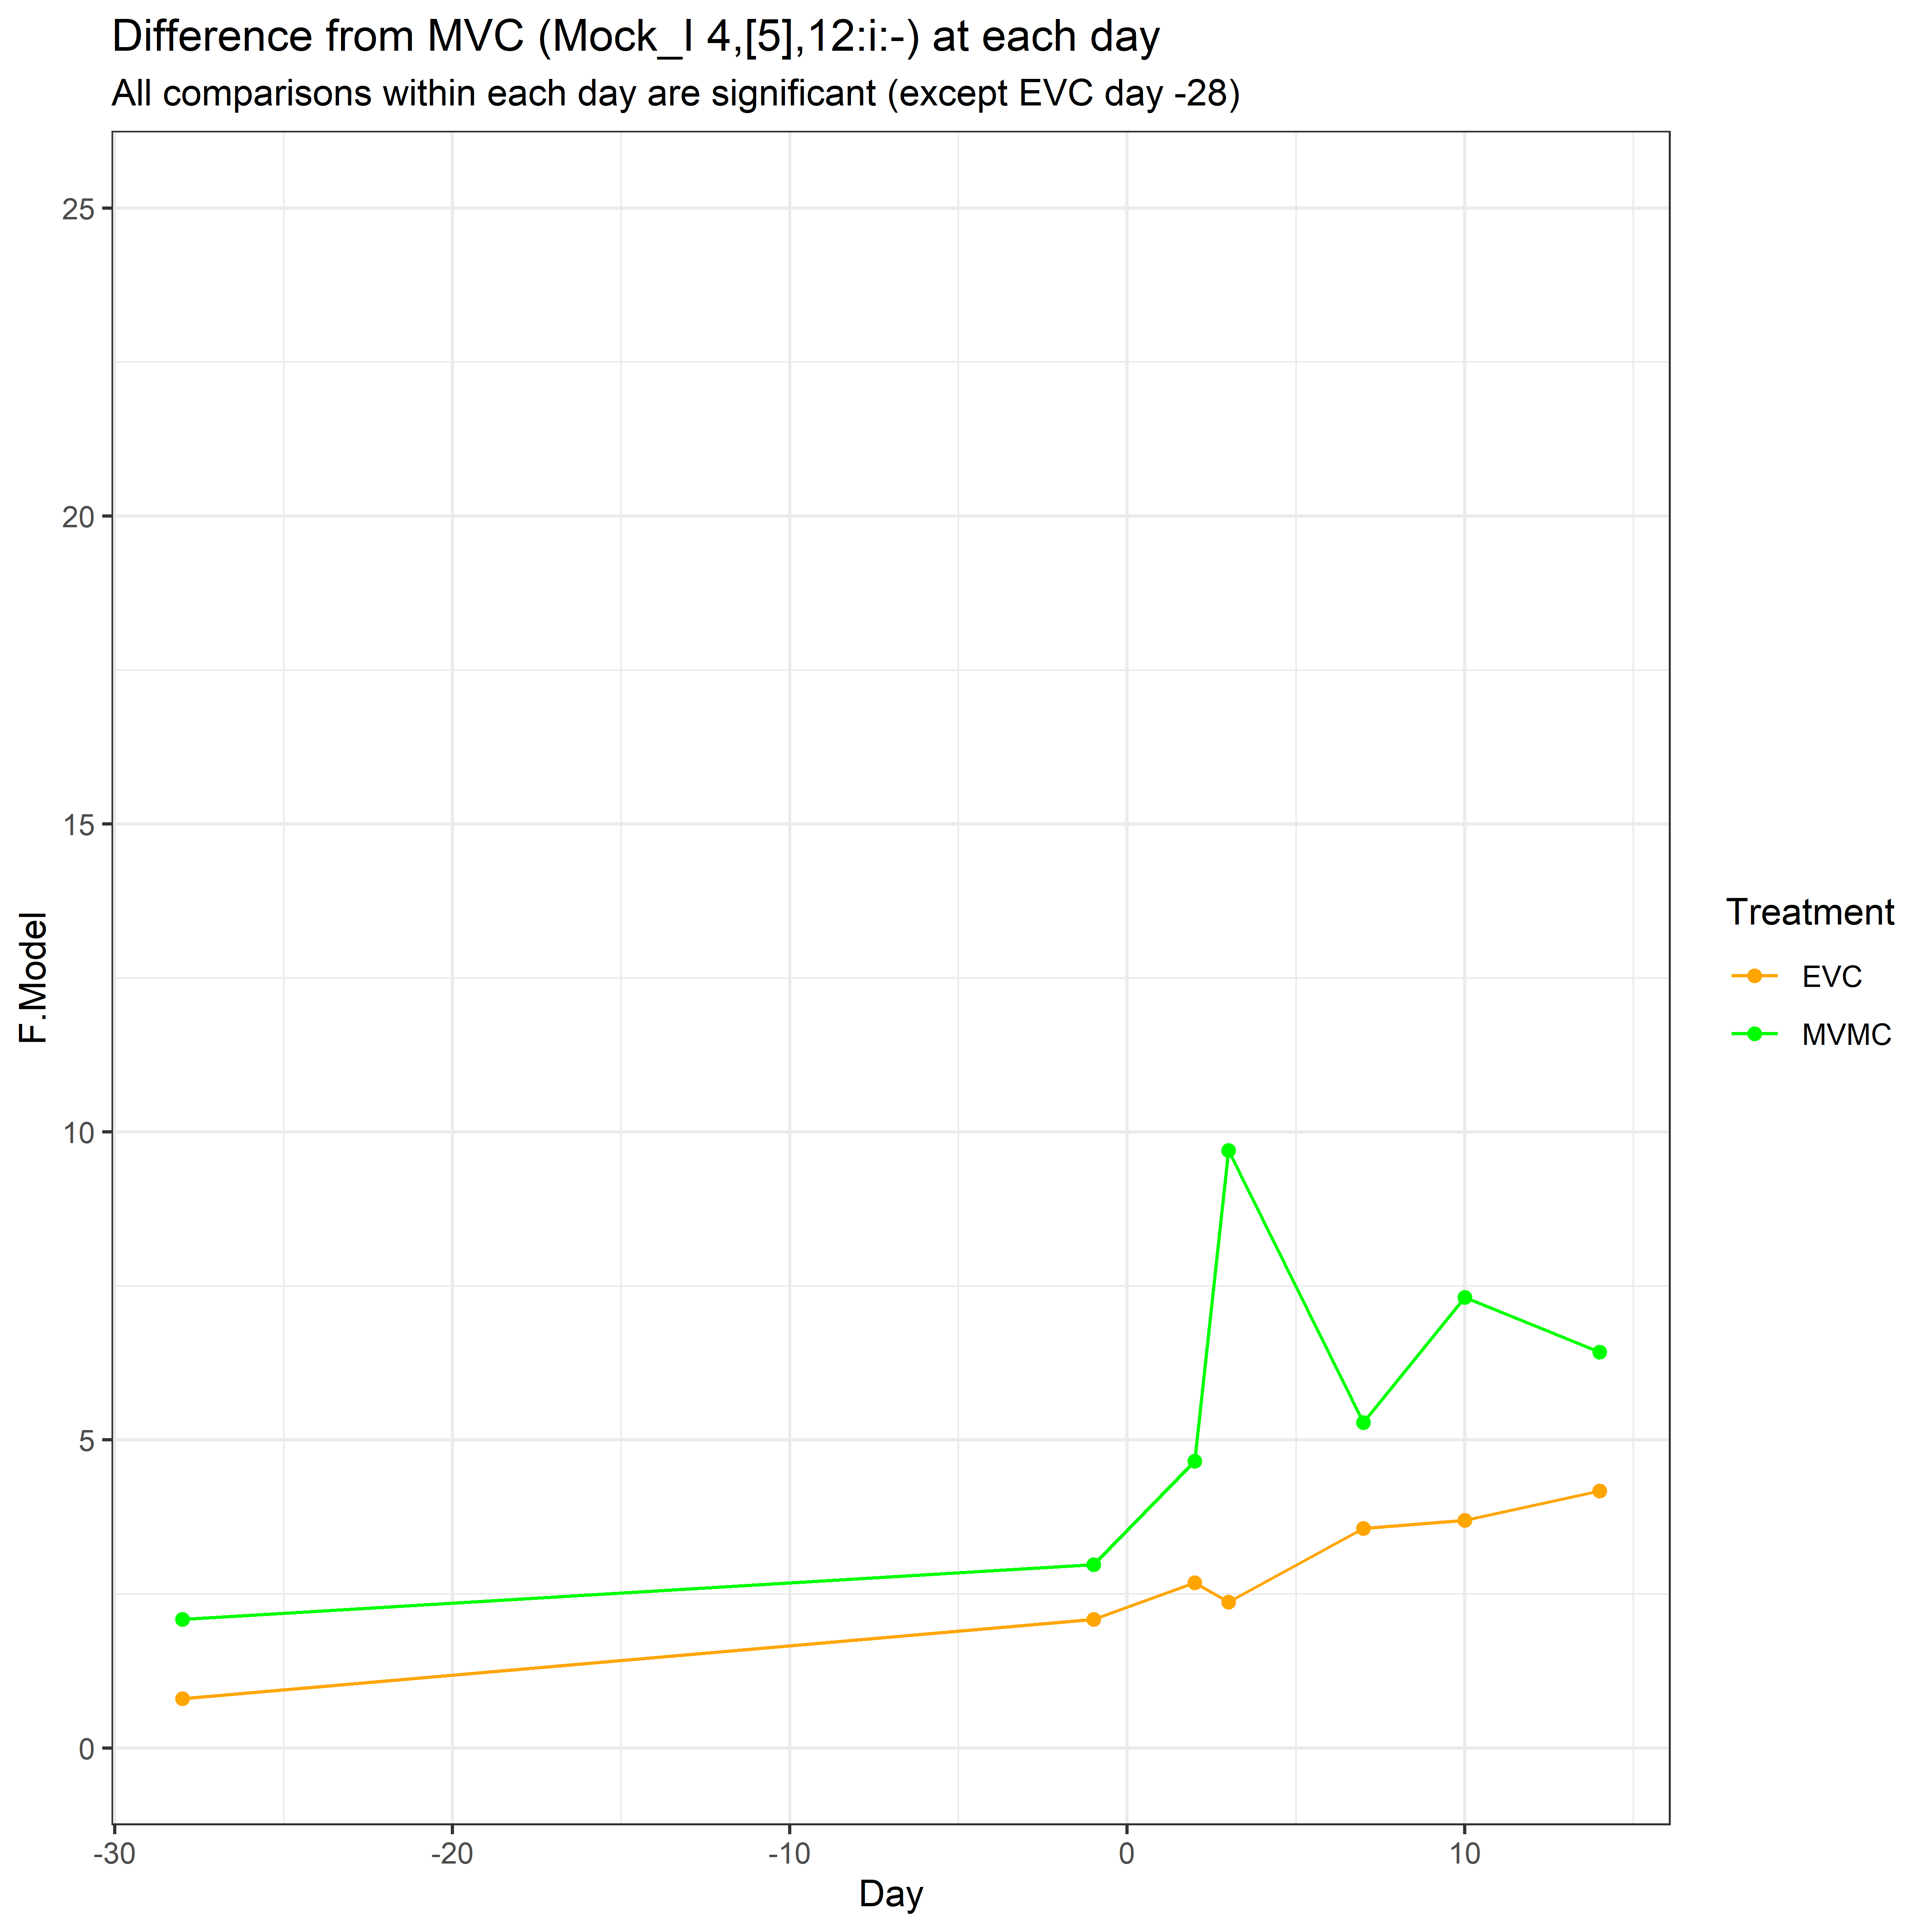 Difference from MVC (Mock_I 4,[5],12:i:-) at each day
All comparisons within each day are significant (except EVC day -28)
25
20
15
10
5
0
F.Model
-30 -20 -10 0 10
Day
Treatment
EVC
MVMC